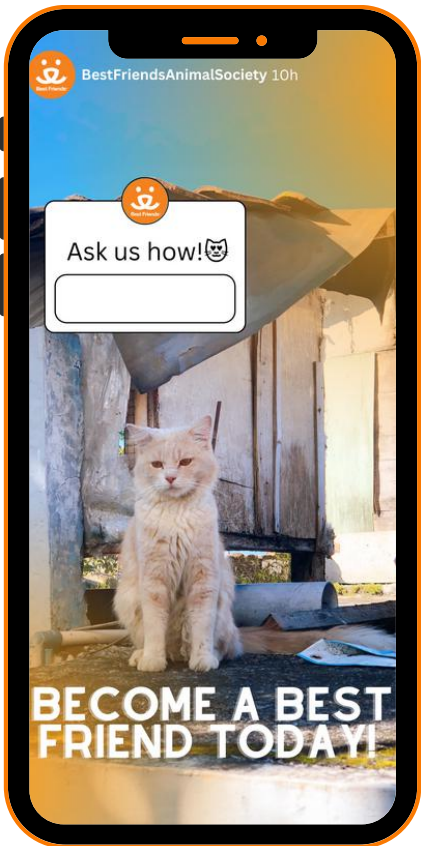 Best Friends
BestFriendsAnimalSociety 10h
Best Friends
Ask us how!😻
BECOME A BEST
FRIEND TODAY!